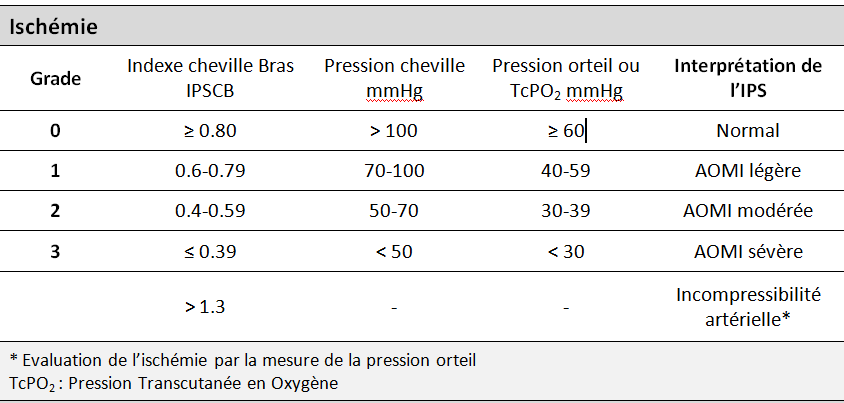 Ischémie
Grade Indexe cheville Bras IPSCB Pression cheville mmHg Pression orteil ou TcPO₂ mmHg Interprétation de l’IPS
0 ≥ 0.80 > 100 ≥ 60 Normal
1 0.6-0.79 70-100 40-59 AOMI légère
2 0.4-0.59 50-70 30-39 AOMI modérée
3 ≤ 0.39 < 50 < 30 AOMI sévère
> 1.3 - - Incompressibilité artérielle*
* Evaluation de l’ischémie par la mesure de la pression orteil
TcPO₂ : Pression Transcutanée en Oxygène